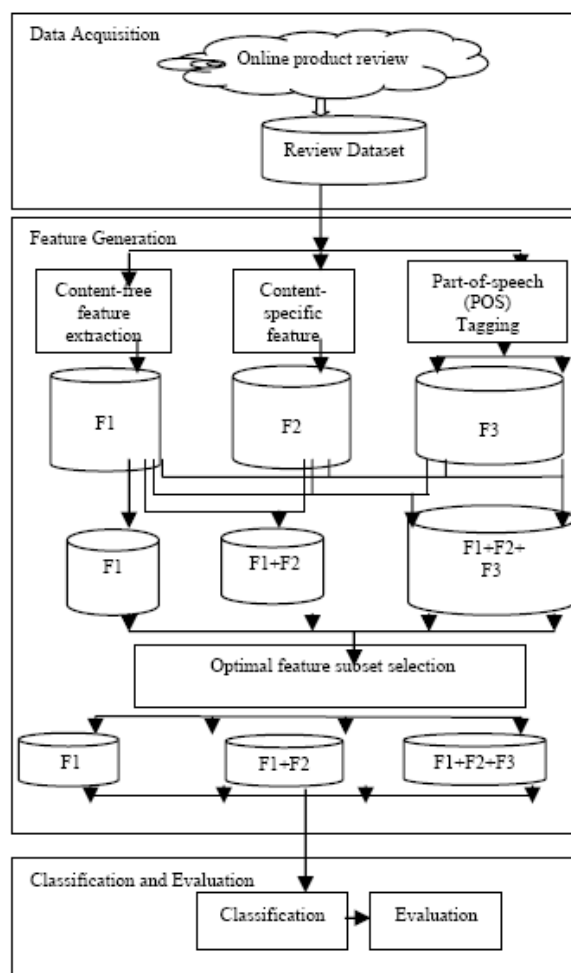 Data Acquisition
Online product review
Review Dataset
Feature Generation
Content-free
feature
extraction
Content-
specific
feature
Part-of-speech
(POS)
Tagging
F1
F2
F3
F1
F1+F2
F1+F2+
F3
Optimal feature subset selection
F1
F1+F2
F1+F2+F3
Classification and Evaluation
Classification
Evaluation